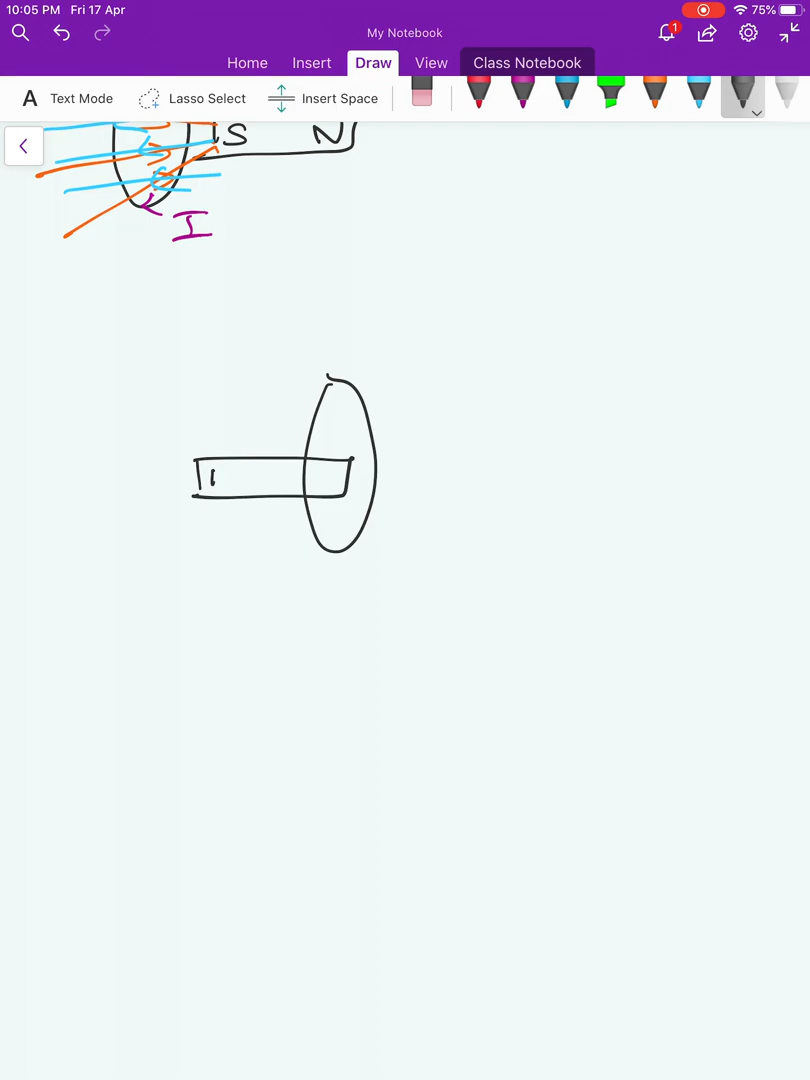 10:05 PM Fri 17 Apr 75%
My Notebook
1
Home Insert Draw View Class Notebook
A Text Mode Lasso Select Insert Space
S N
I